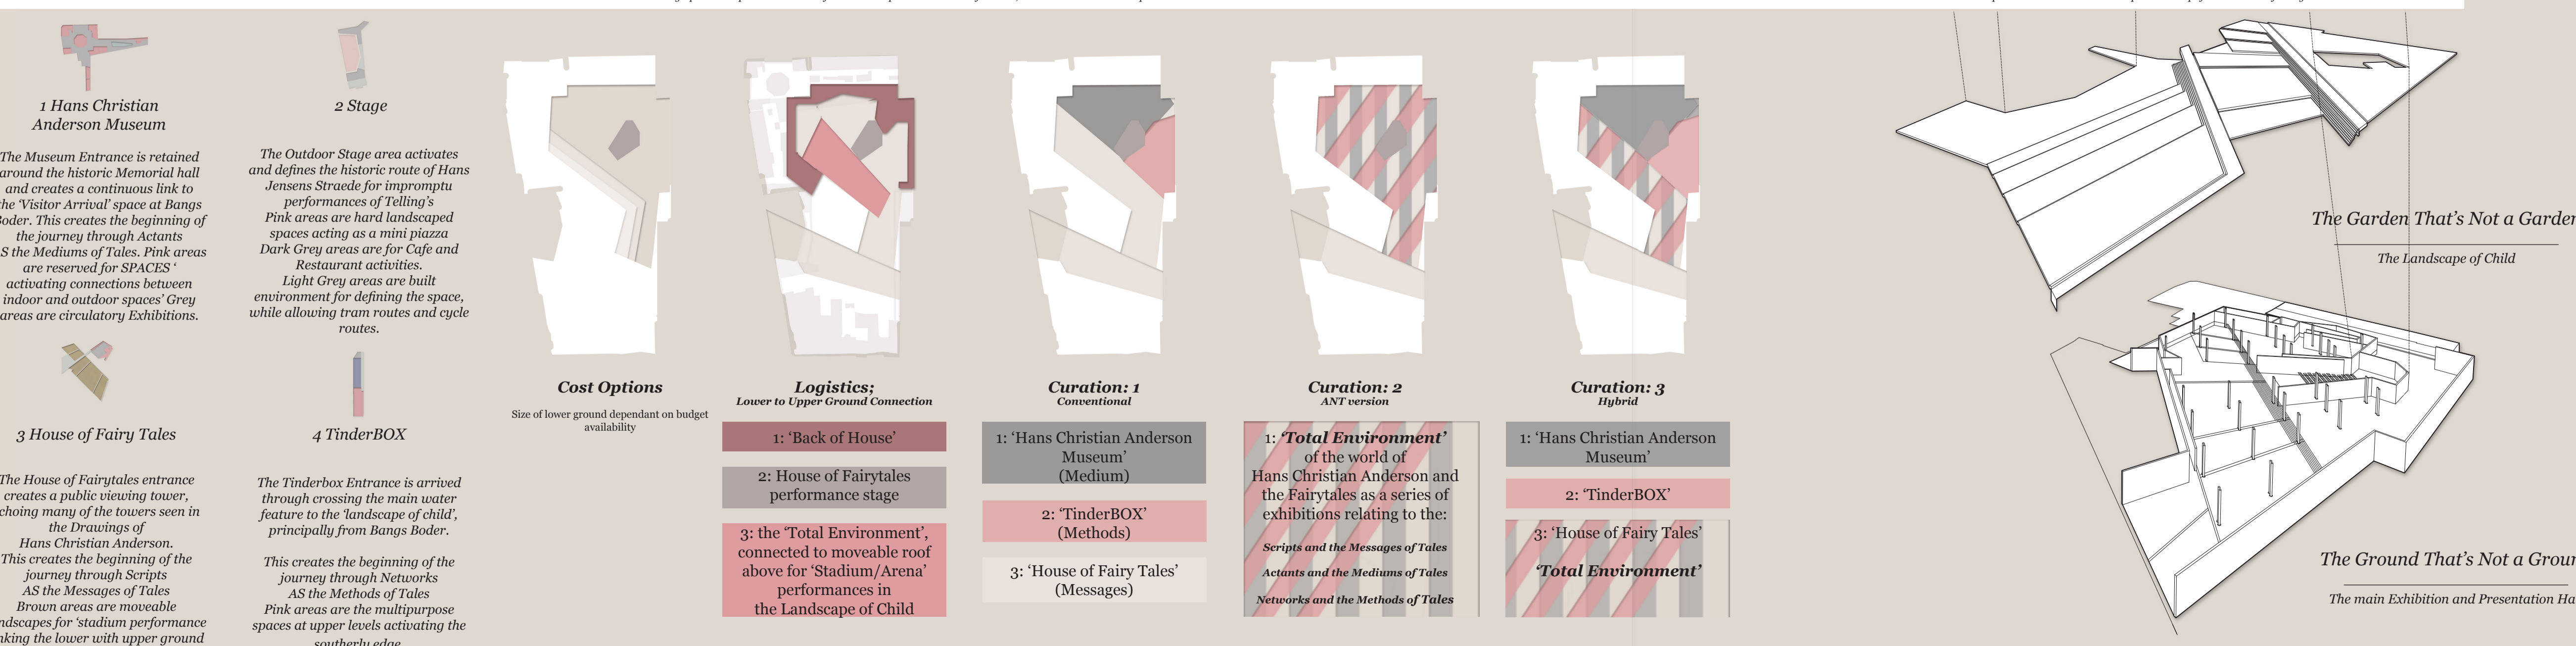 1 Hans Christian
Anderson Museum
The Museum Entrance is retained
around the historic Memorial hall
and creates a continuous link to
the ‘Visitor Arrival’ space at Bangs
Boder. This creates the beginning of
the journey through Actants
AS the Mediums of Tales. Pink areas
are reserved for SPACES ‘
activating connections between
indoor and outdoor spaces’ Grey
areas are circulatory Exhibitions.
2 Stage
The Outdoor Stage area activates
and defines the historic route of Hans
Jensens Straede for impromptu
performances of Telling’s
Pink areas are hard landscaped
spaces acting as a mini piazza
Dark Grey areas are for Cafe and
Restaurant activities.
Light Grey areas are built
environment for defining the space,
while allowing tram routes and cycle
routes.
3 House of Fairy Tales
The House of Fairytales entrance
creates a public viewing tower,
echoing many of the towers seen in
the Drawings of
Hans Christian Anderson.
This creates the beginning of the
journey through Scripts
AS the Messages of Tales
Brown areas are moveable
landscapes for ‘stadium performance
linking the lower with upper ground
4 TinderBOX
The Tinderbox Entrance is arrived
through crossing the main water
feature to the ‘landscape of child’,
principally from Bangs Boder.
This creates the beginning of the
journey through Networks
AS the Methods of Tales
Pink areas are the multipurpose
spaces at upper levels activating the
southerly edge
Cost Options
Size of lower ground dependant on budget
availability
Logistics;
Lower to Upper Ground Connection
1: ‘Back of House’
2: House of Fairytales
performance stage
3: the ‘Total Environment’,
connected to moveable roof
above for ‘Stadium/Arena’
performances in
the Landscape of Child
Curation: 1
Conventional
1: ‘Hans Christian Anderson
Museum’
(Medium)
2: ‘TinderBOX’
(Methods)
3: ‘House of Fairy Tales’
(Messages)
Curation: 2
ANT version
1: ‘Total Environment’
of the world of
Hans Christian Anderson and
the Fairytales as a series of
exhibitions relating to the:
Scripts and the Messages of Tales
Actants and the Mediums of Tales
Networks and the Methods of Tales
Curation: 3
Hybrid
1: ‘Hans Christian Anderson
Museum’
2: ‘TinderBOX’
3: ‘House of Fairy Tales’
‘Total Environment’
The Garden That’s Not a Garden
The Landscape of Child
The Ground That’s Not a Groun
The main Exhibition and Presentation Ha